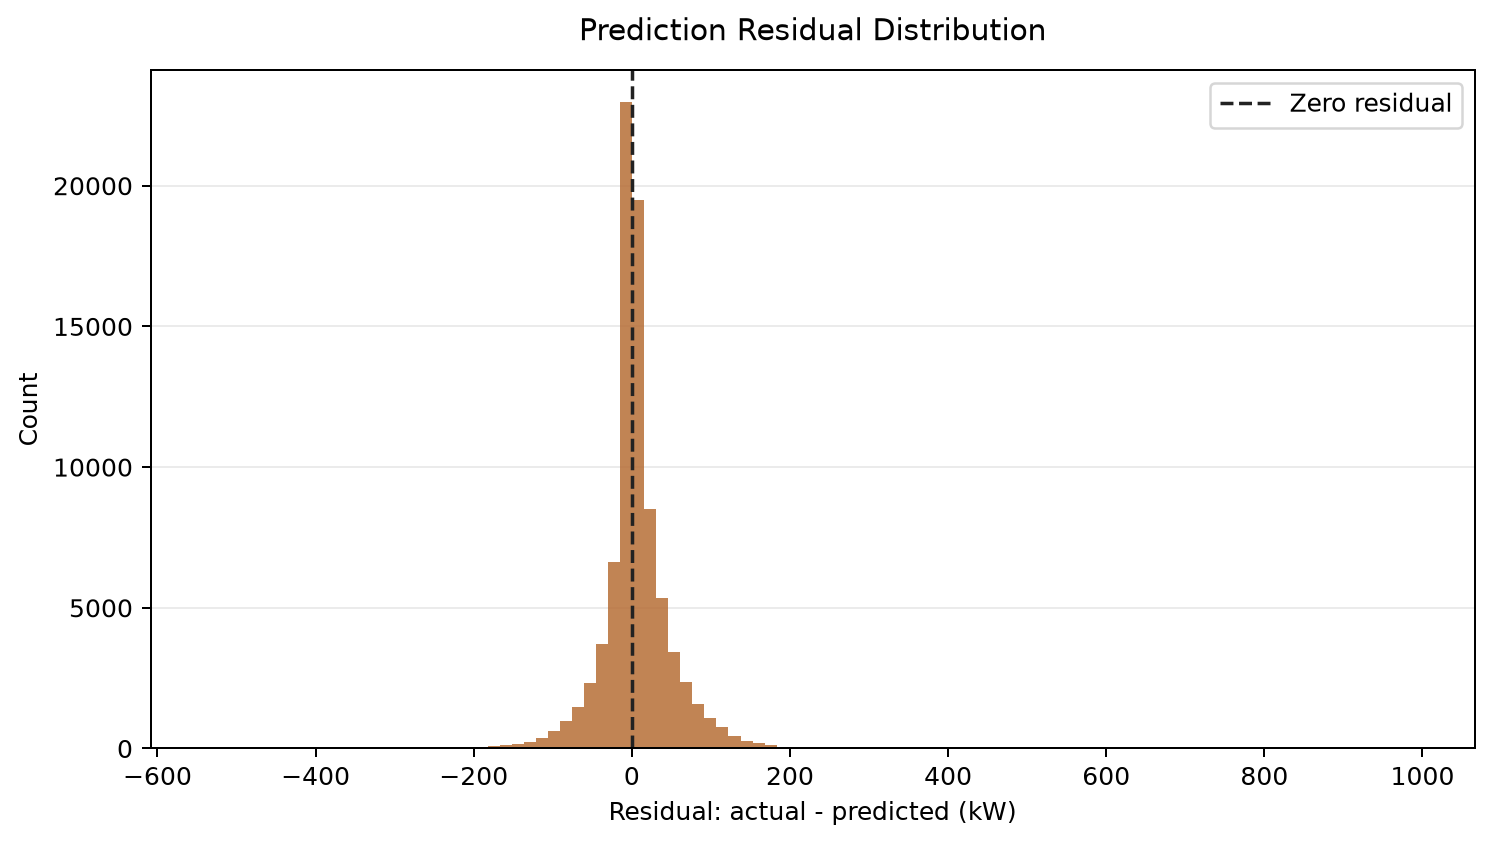 Prediction Residual Distribution
Zero residual
Count
20000
15000
10000
5000
0
−600 −400 −200 0 200 400 600 800 1000
Residual: actual - predicted (kW)